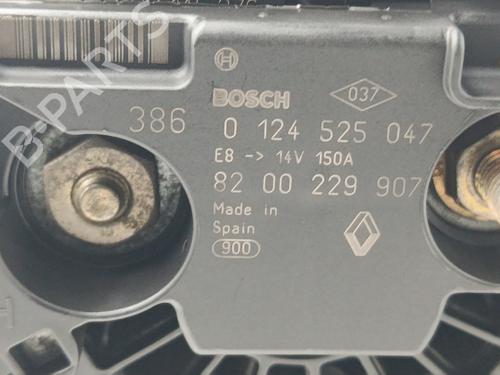 BOSCH
037
386 0 124 525 047
E8 -> 14V 150A
82 00 229 907
Made in
Spain
900
B-PARTS